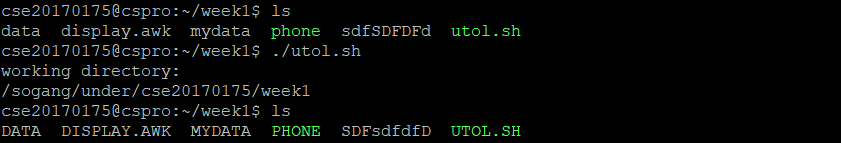 cse20170175@cspro:~/week1$ ls
data  display.awk  mydata  phone  sdfSDFDFd  utol.sh
cse20170175@cspro:~/week1$ ./utol.sh
working directory:
/sogang/under/cse20170175/week1
cse20170175@cspro:~/week1$ ls
DATA  DISPLAY.AWK  MYDATA  PHONE  SDFsdfdfD  UTOL.SH